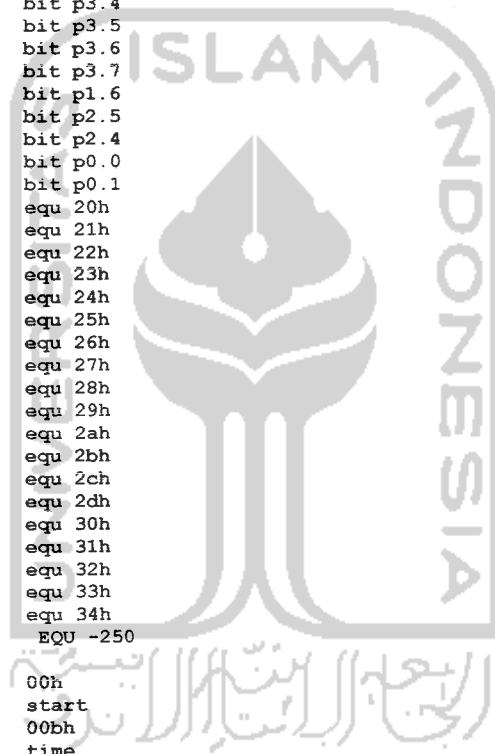 bit p3.4
bit p3.5
bit p3.6
bit p3.7
bit p1.6
bit p2.5
bit p2.4
bit p0.0
bit p0.1
equ 20h
equ 21h
equ 22h
equ 23h
equ 24h
equ 25h
equ 26h
equ 27h
equ 28h
equ 29h
equ 2ah
equ 2bh
equ 2ch
equ 2dh
equ 30h
equ 31h
equ 32h
equ 33h
equ 34h
EQU -250
00h
start
00bh
time
ISLAM
UNIVERSITAS
INDONESIA